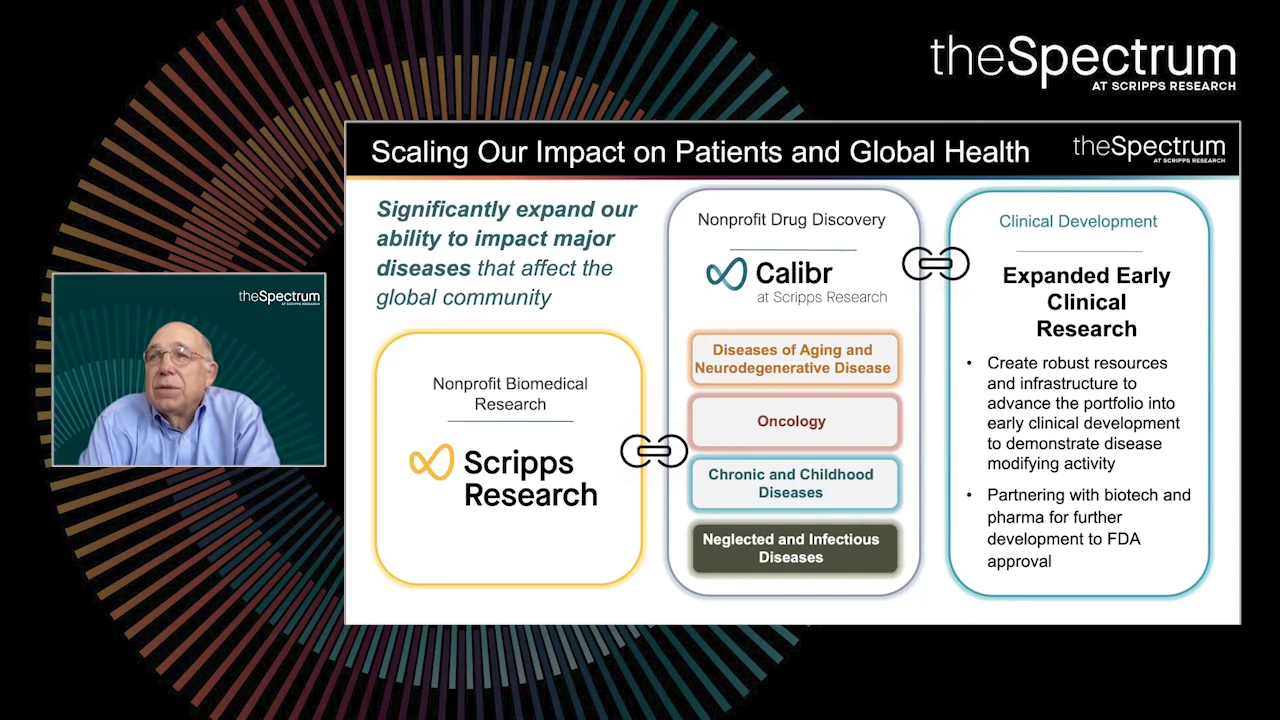 theSpectrum
AT SCRIPPS RESEARCH
Scaling Our Impact on Patients and Global Health
theSpectrum
AT SCRIPPS RESEARCH
Significantly expand our
ability to impact major
diseases that affect the
global community
Nonprofit Biomedical
Research
Scripps
Research
Nonprofit Drug Discovery
Calibr
at Scripps Research
Diseases of Aging and
Neurodegenerative Disease
Oncology
Chronic and Childhood
Diseases
Neglected and Infectious
Diseases
Clinical Development
Expanded Early
Clinical
Research
• Create robust resources
and infrastructure to
advance the portfolio into
early clinical development
to demonstrate disease
modifying activity
• Partnering with biotech and
pharma for further
development to FDA
approval
theSpectrum
AT SCRIPPS RESEARCH